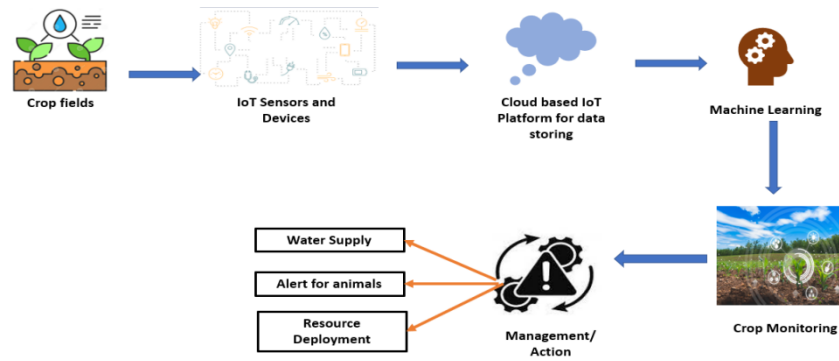 Crop fields
IoT Sensors and
Devices
Cloud based IoT
Platform for data
storing
Machine Learning
Water Supply
Alert for animals
Resource
Deployment
Management/
Action
Crop Monitoring